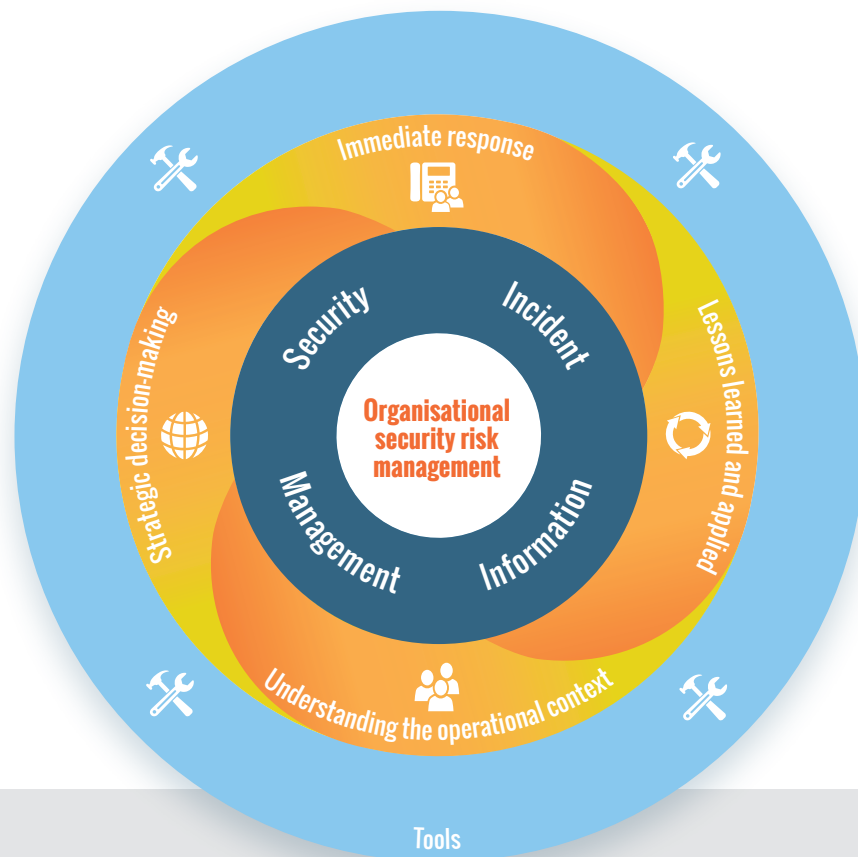 Immediate response
Lessons learned and applied
Understanding the operational context
Strategic decision-making
Security
Incident
Information
Management
Organisational
security risk
management
Tools